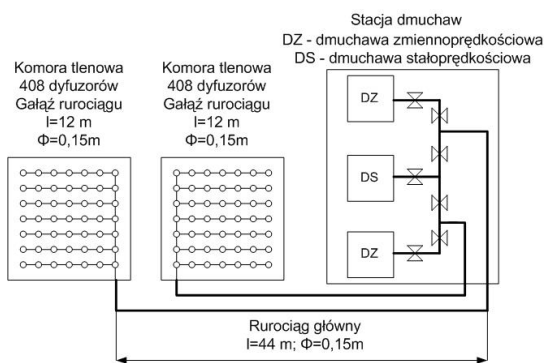 Stacja dmuchaw
DZ - dmuchawa zmiennoprędkościowa
DS - dmuchawa stałoprędkościowa
Komora tlenowa
408 dyfuzorów
Gałąź rurociągu
l=12 m
Φ=0,15m
Komora tlenowa
408 dyfuzorów
Gałąź rurociągu
l=12 m
Φ=0,15m
DZ
DS
DZ
Rurociąg główny
l=44 m; Φ=0,15m